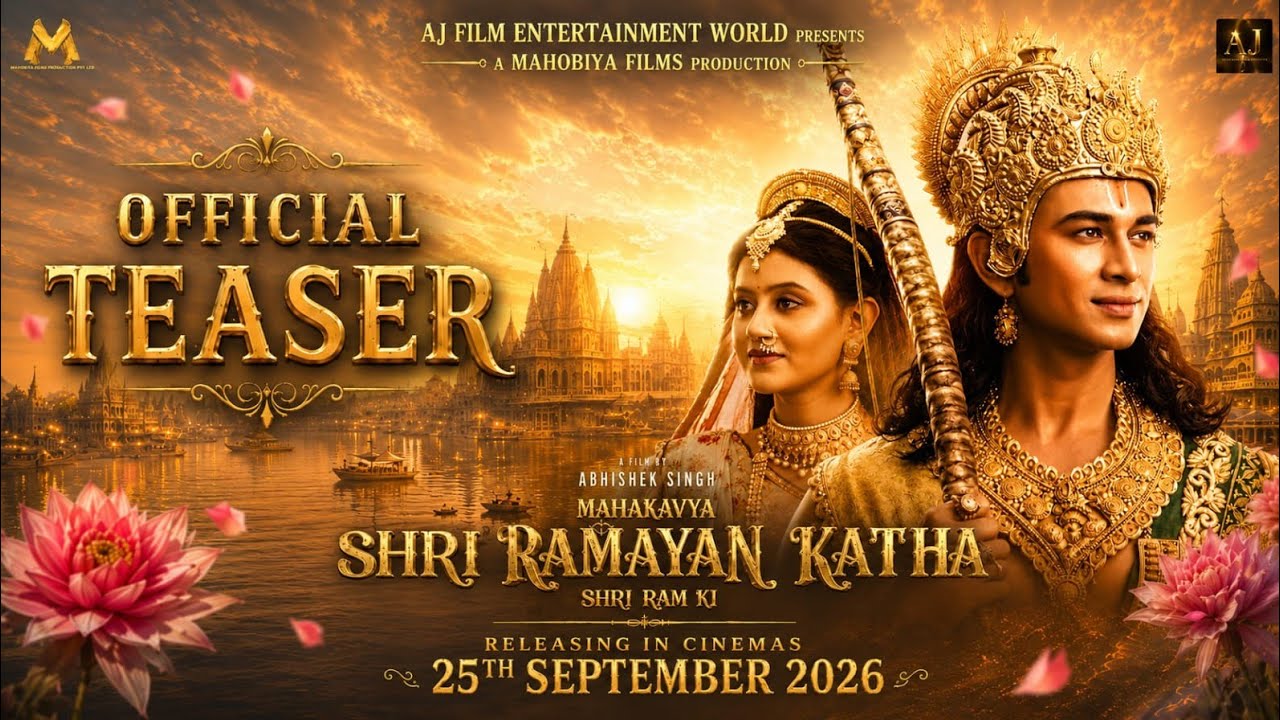 AJ FILM ENTERTAINMENT WORLD PRESENTS
A MAHOBIYA FILMS PRODUCTION
AJ
OFFICIAL
TEASER
A FILM BY
ABHISHEK SINGH
MAHAKAVYA
SHRI RAMAYAN KATHA
SHRI RAM KI
RELEASING IN CINEMAS
25TH SEPTEMBER 2026